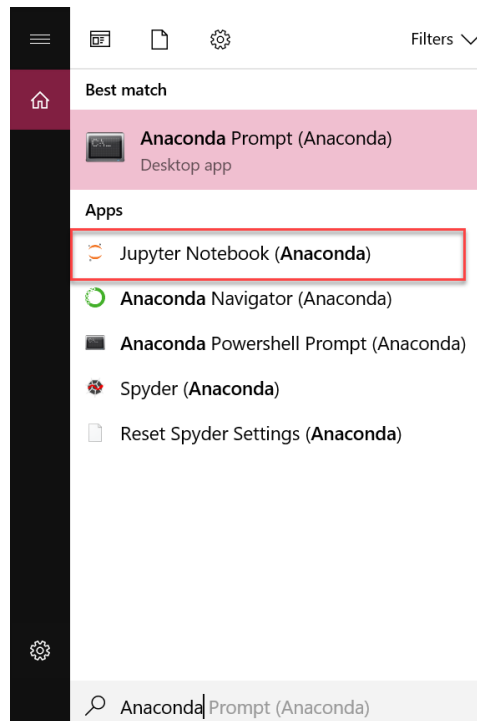 Filters
Best match
Anaconda Prompt (Anaconda)
Desktop app
Apps
Jupyter Notebook (Anaconda)
Anaconda Navigator (Anaconda)
Anaconda Powershell Prompt (Anaconda)
Spyder (Anaconda)
Reset Spyder Settings (Anaconda)
Anaconda Prompt (Anaconda)